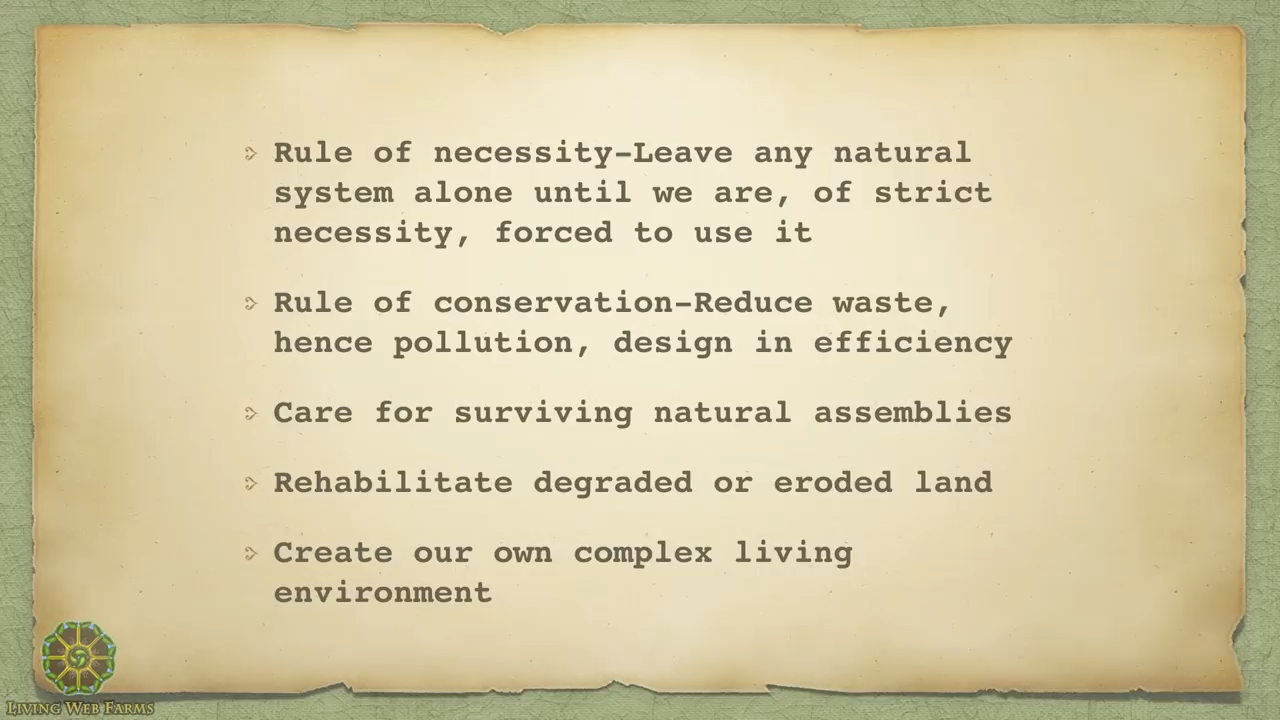 Rule of necessity-Leave any natural
system alone until we are, of strict
necessity, forced to use it
Rule of conservation-Reduce waste,
hence pollution, design in efficiency
Care for surviving natural assemblies
Rehabilitate degraded or eroded land
Create our own complex living
environment
LIVING WEB FARMS